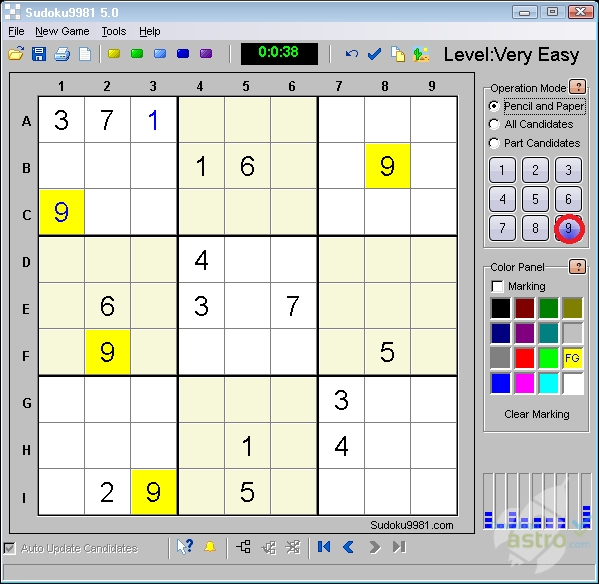 Sudoku9981 5.0
File New Game Tools Help
0:0:38 Level:Very Easy
1 2 3 4 5 6 7 8 9
A 3 7 1
B 1 6 9
C 9
D 4
E 6 3 7
F 9 5
G 3
H 1 4
I 2 9 5
Sudoku9981.com
Operation Mode ?
Pencil and Paper
All Candidates
Part Candidates
1 2 3
4 5 6
7 8 9
Color Panel ?
Marking
FG
Clear Marking
Auto Update Candidates
astro.com